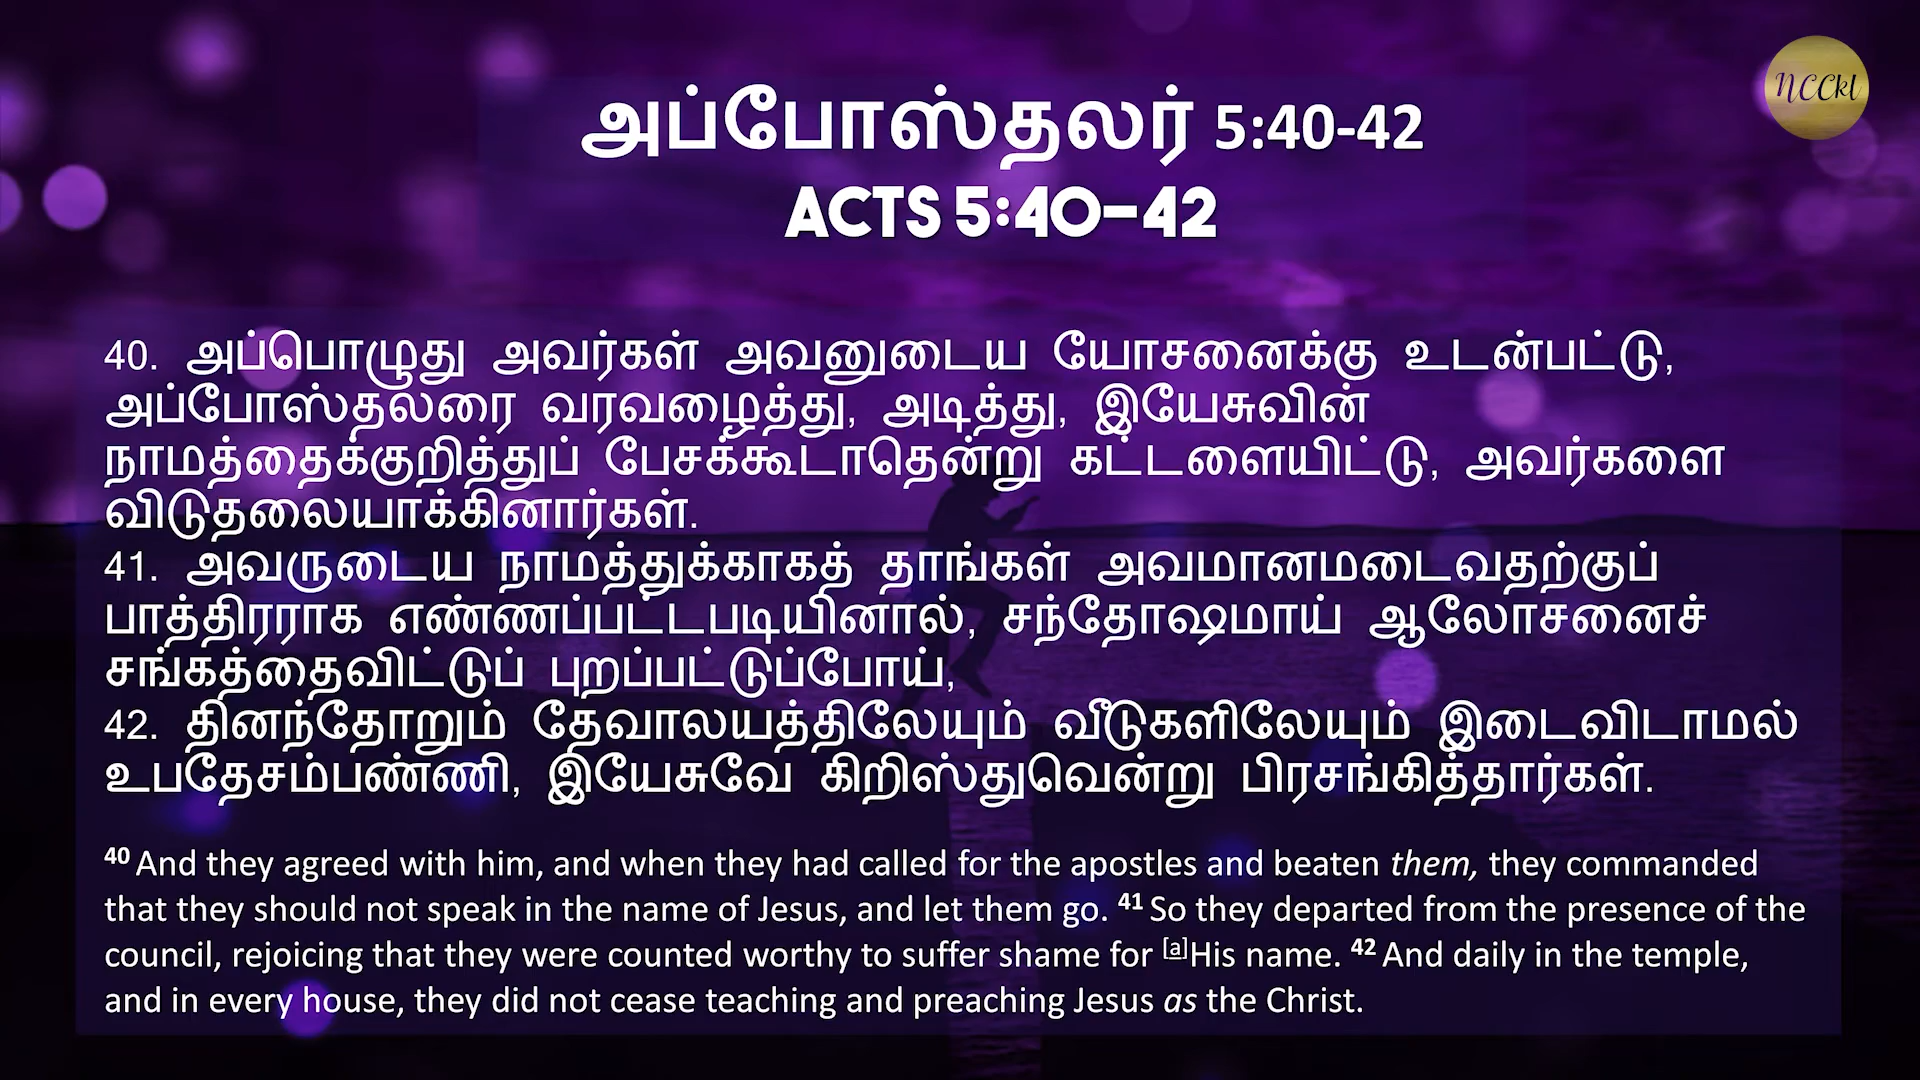 NCCkl
அப்போஸ்தலர் 5:40-42
ACTS 5:40-42
40. அப்பொழுது அவர்கள் அவனுடைய யோசனைக்கு உடன்பட்டு,
அப்போஸ்தலரை வரவழைத்து, அடித்து, இயேசுவின்
நாமத்தைக்குறித்துப் பேசக்கூடாதென்று கட்டளையிட்டு, அவர்களை
விடுதலையாக்கினார்கள்.
41. அவருடைய நாமத்துக்காகத் தாங்கள் அவமானமடைவதற்குப்
பாத்திரராக எண்ணப்பட்டபடியினால், சந்தோஷமாய் ஆலோசனைச்
சங்கத்தைவிட்டுப் புறப்பட்டுப்போய்,
42. தினந்தோறும் தேவாலயத்திலேயும் வீடுகளிலேயும் இடைவிடாமல்
உபதேசம்பண்ணி, இயேசுவே கிறிஸ்துவென்று பிரசங்கித்தார்கள்.
40 And they agreed with him, and when they had called for the apostles and beaten them, they commanded
that they should not speak in the name of Jesus, and let them go. 41 So they departed from the presence of the
council, rejoicing that they were counted worthy to suffer shame for [a]His name. 42 And daily in the temple,
and in every house, they did not cease teaching and preaching Jesus as the Christ.